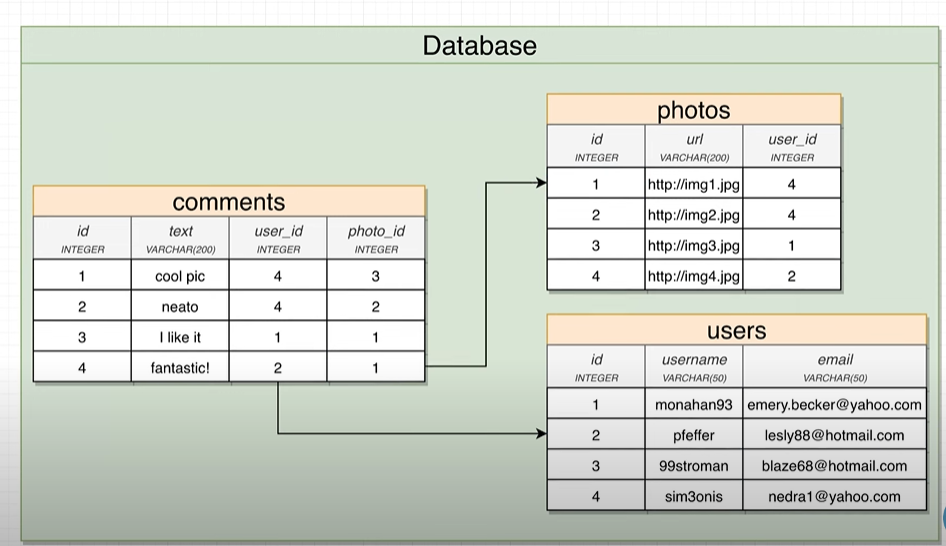 Database
photos
id url user_id
INTEGER VARCHAR(200) INTEGER
1 http://img1.jpg 4
2 http://img2.jpg 4
3 http://img3.jpg 1
4 http://img4.jpg 2
comments
id text user_id photo_id
INTEGER VARCHAR(200) INTEGER INTEGER
1 cool pic 4 3
2 neato 4 2
3 I like it 1 1
4 fantastic! 2 1
users
id username email
INTEGER VARCHAR(50) VARCHAR(50)
1 monahan93 emery.becker@yahoo.com
2 pfeffer lesly88@hotmail.com
3 99stroman blaze68@hotmail.com
4 sim3onis nedra1@yahoo.com